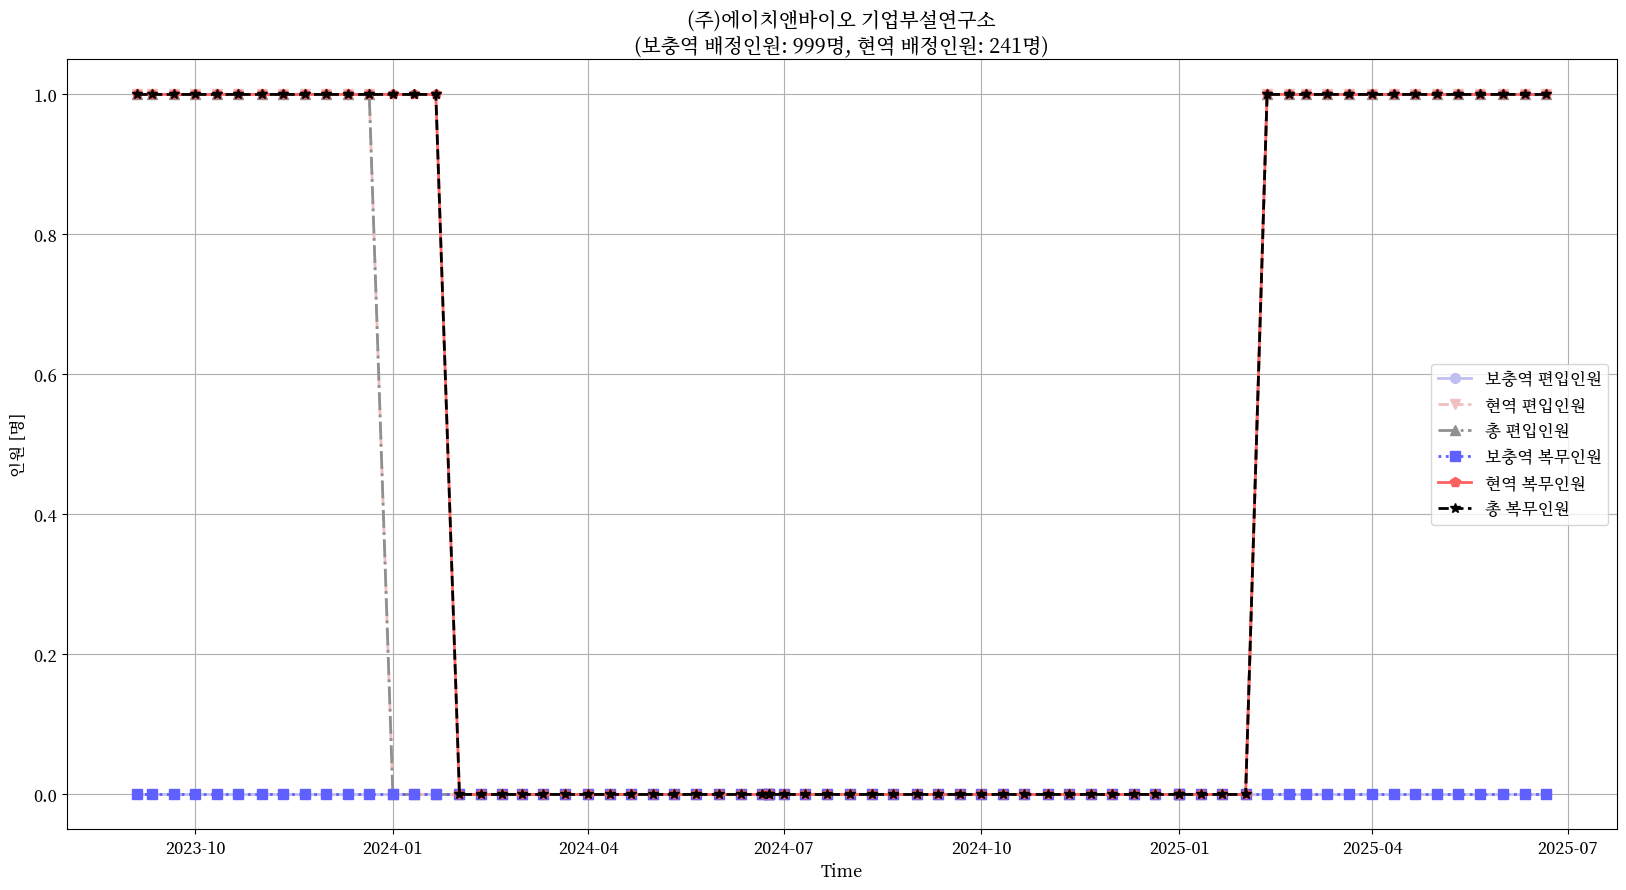 (주)에이치앤바이오 기업부설연구소
(보충역 배정인원: 999명, 현역 배정인원: 241명)
1.0
0.8
0.6
0.4
0.2
0.0
인원 [명]
보충역 편입인원
현역 편입인원
총 편입인원
보충역 복무인원
현역 복무인원
총 복무인원
2023-10
2024-01
2024-04
2024-07
2024-10
2025-01
2025-04
2025-07
Time